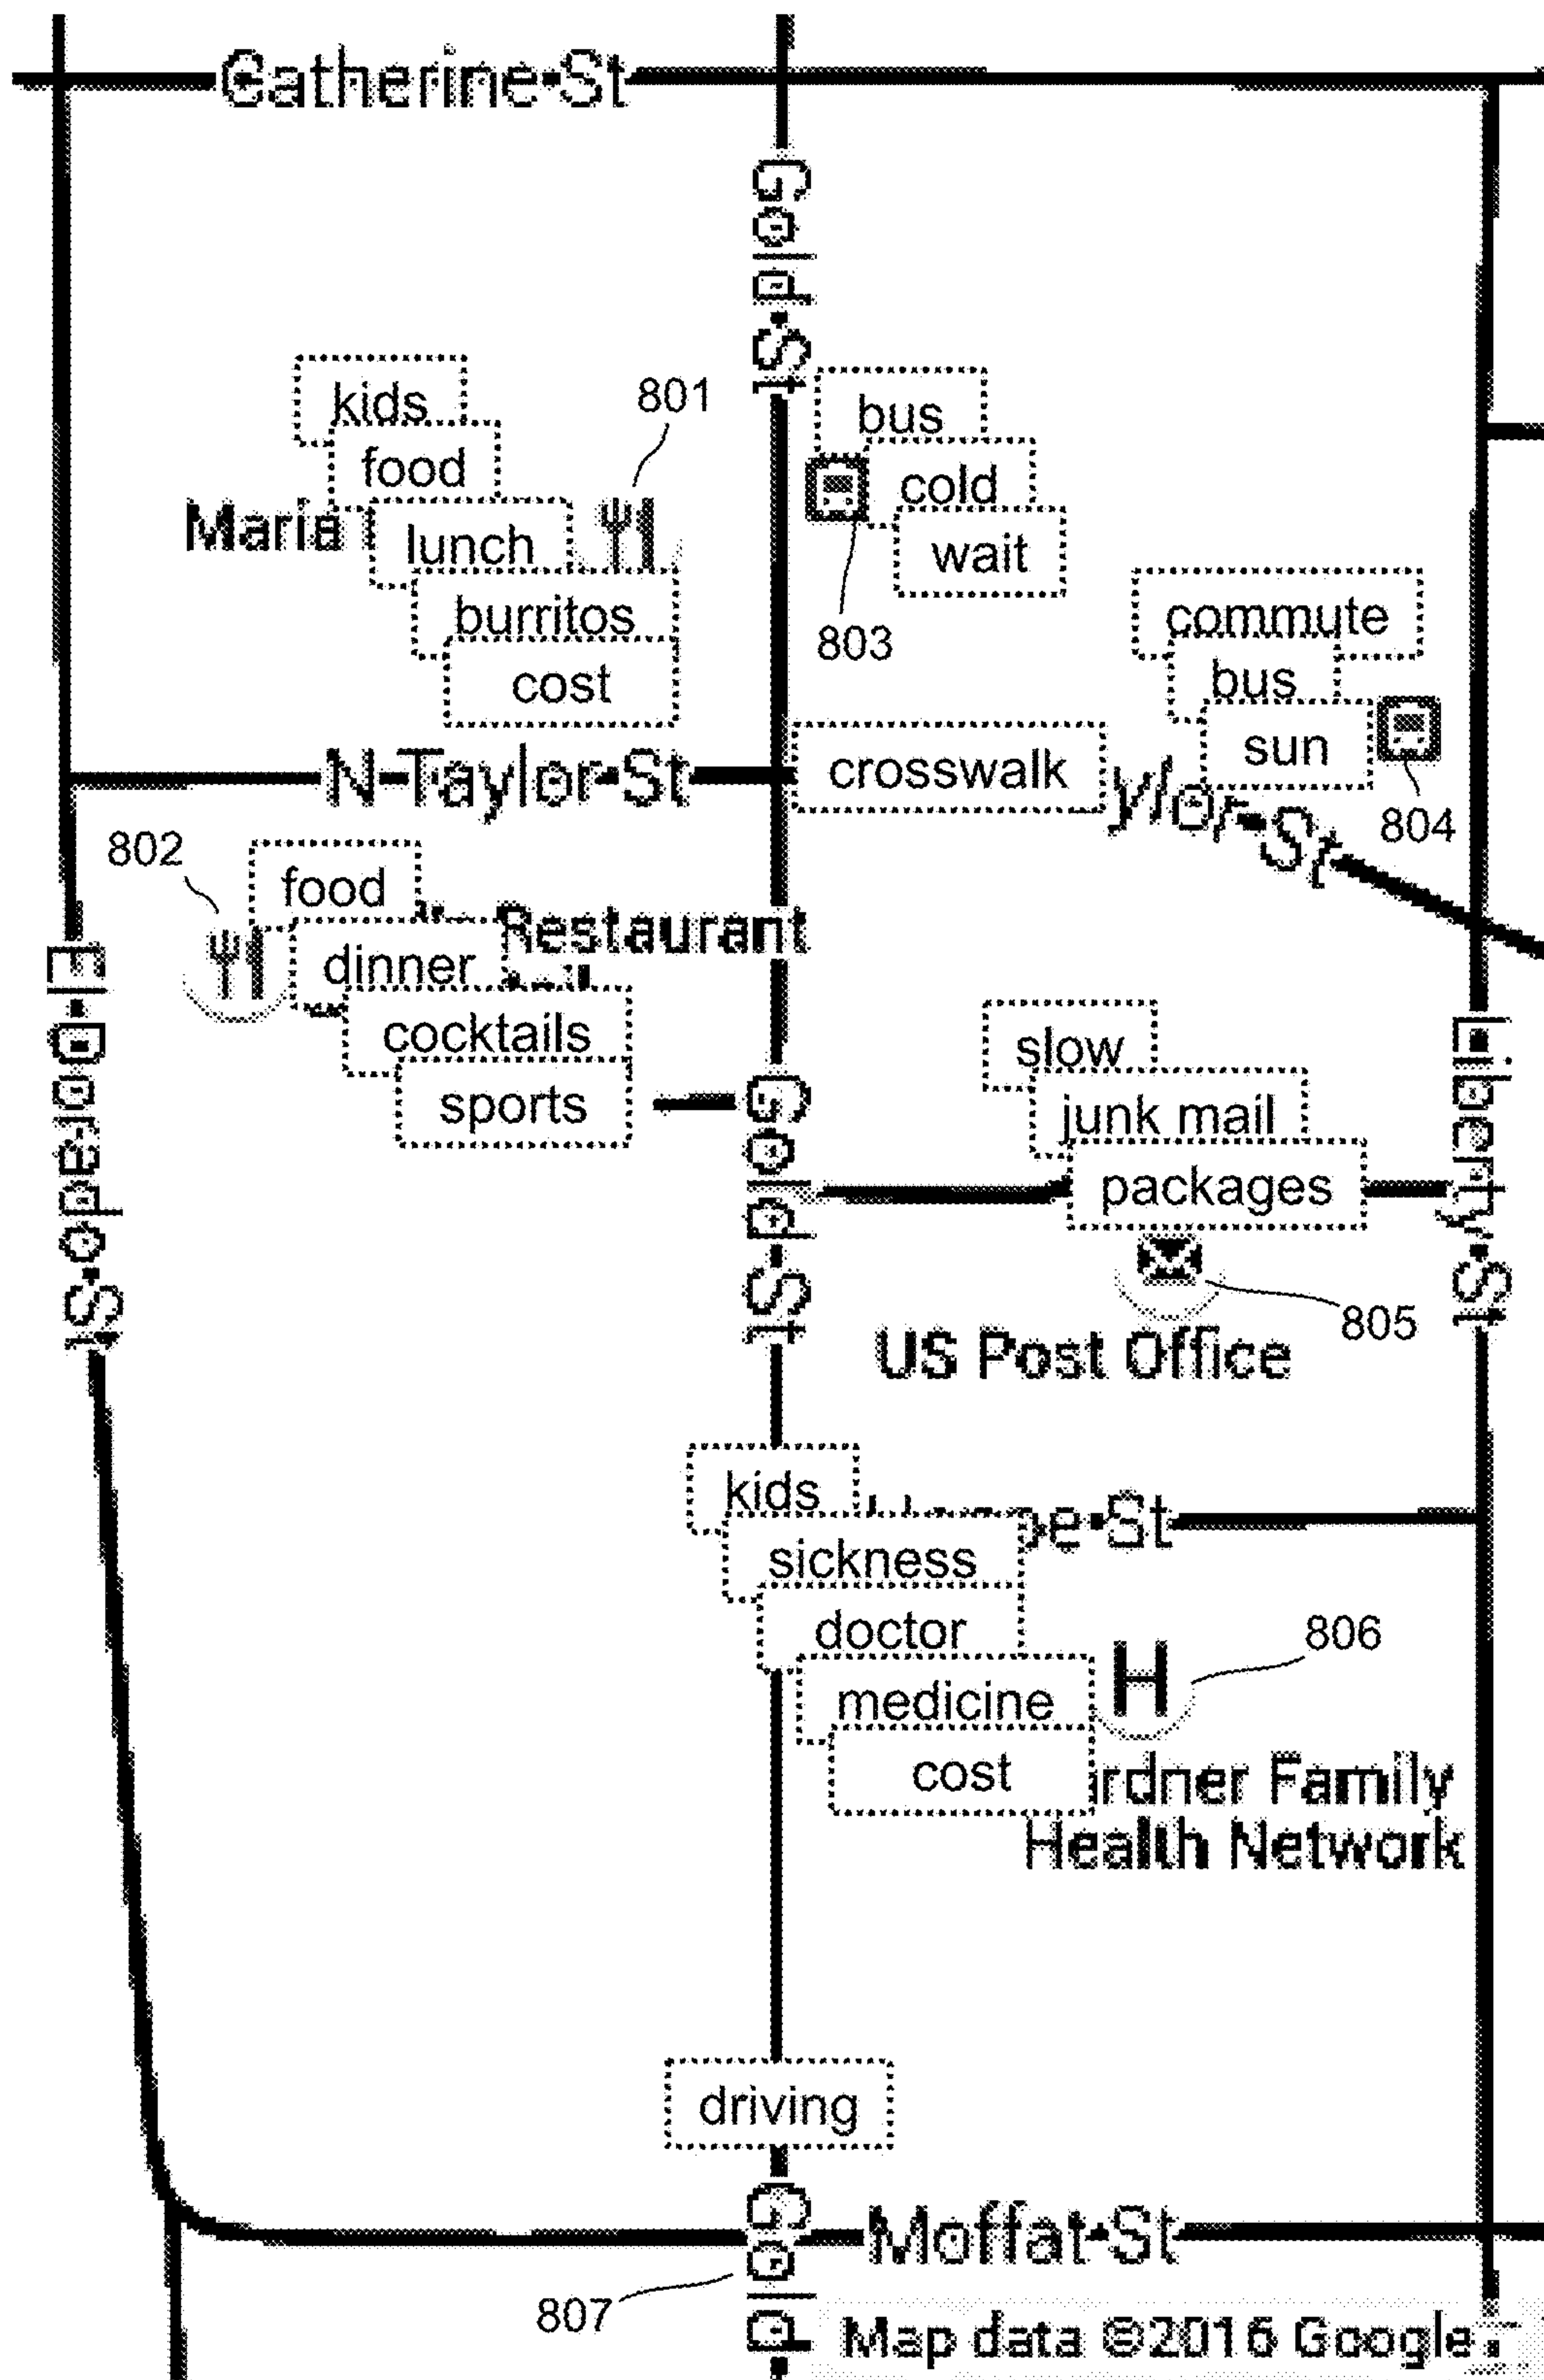 Catherine St
Gold St
kids
801
bus
food
cold
Maria
lunch
wait
burritos
commute
803
cost
bus
sun
N Taylor St
crosswalk
ylor St
804
802
food
Restaurant
dinner
El Dorado St
cocktails
slow
Liberty St
sports
Gold St
junk mail
packages
805
US Post Office
kids
pe St
sickness
doctor
806
medicine
cost
rdner Family
Health Network
driving
Gold
Moffat St
807
Map data ©2016 Google